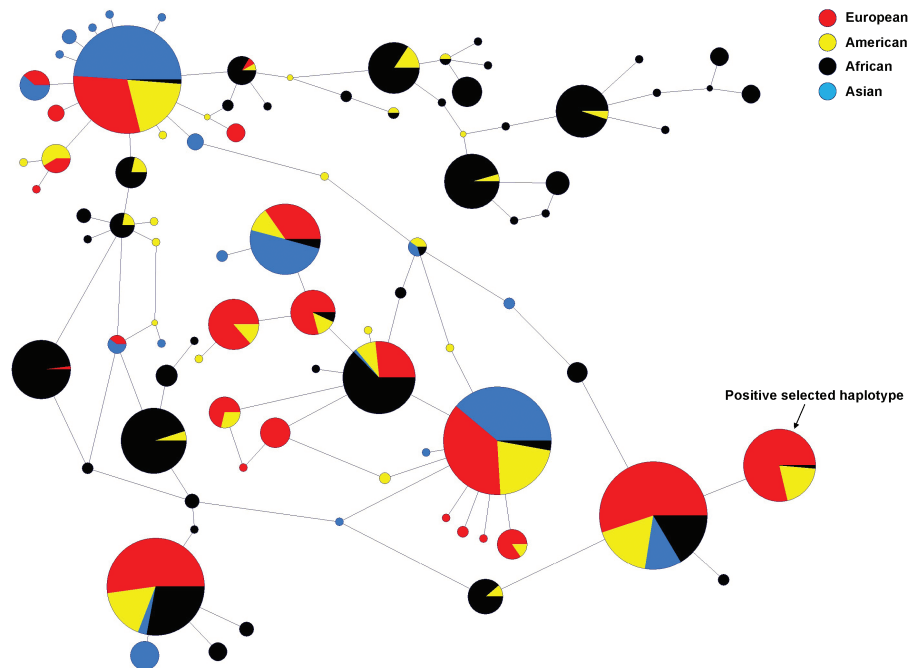 European
American
African
Asian
Positive selected haplotype